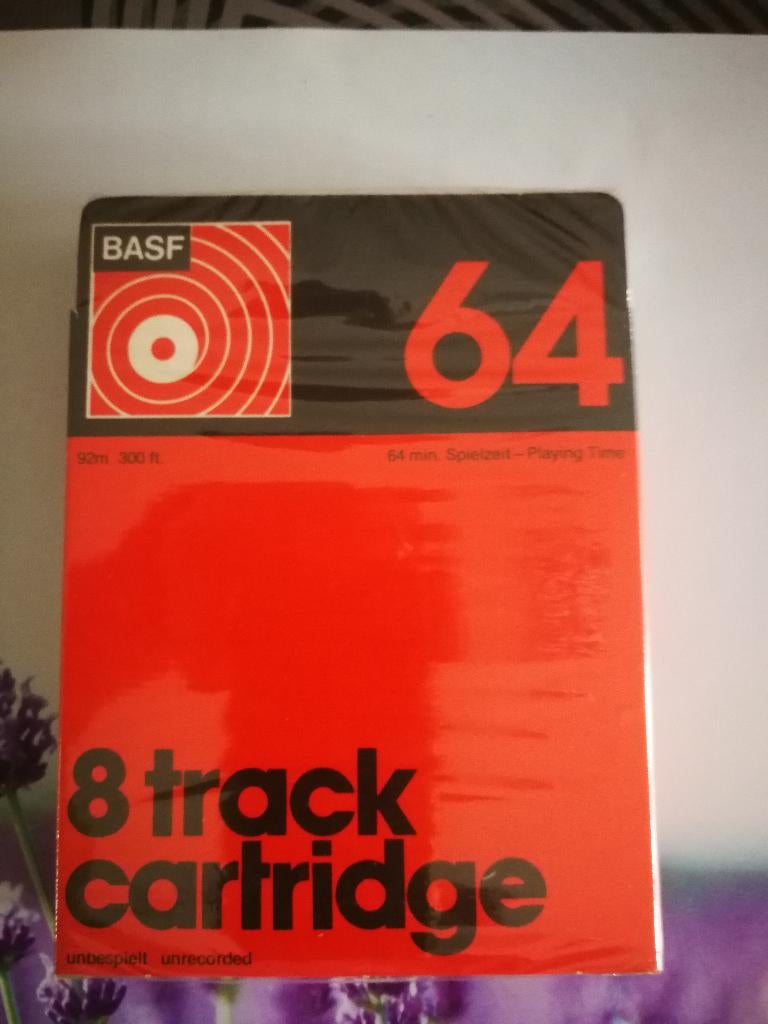 BASF
64
92m 300 ft.
64 min. Spielzeit – Playing Time
8 track
cartridge
unbespielt unrecorded